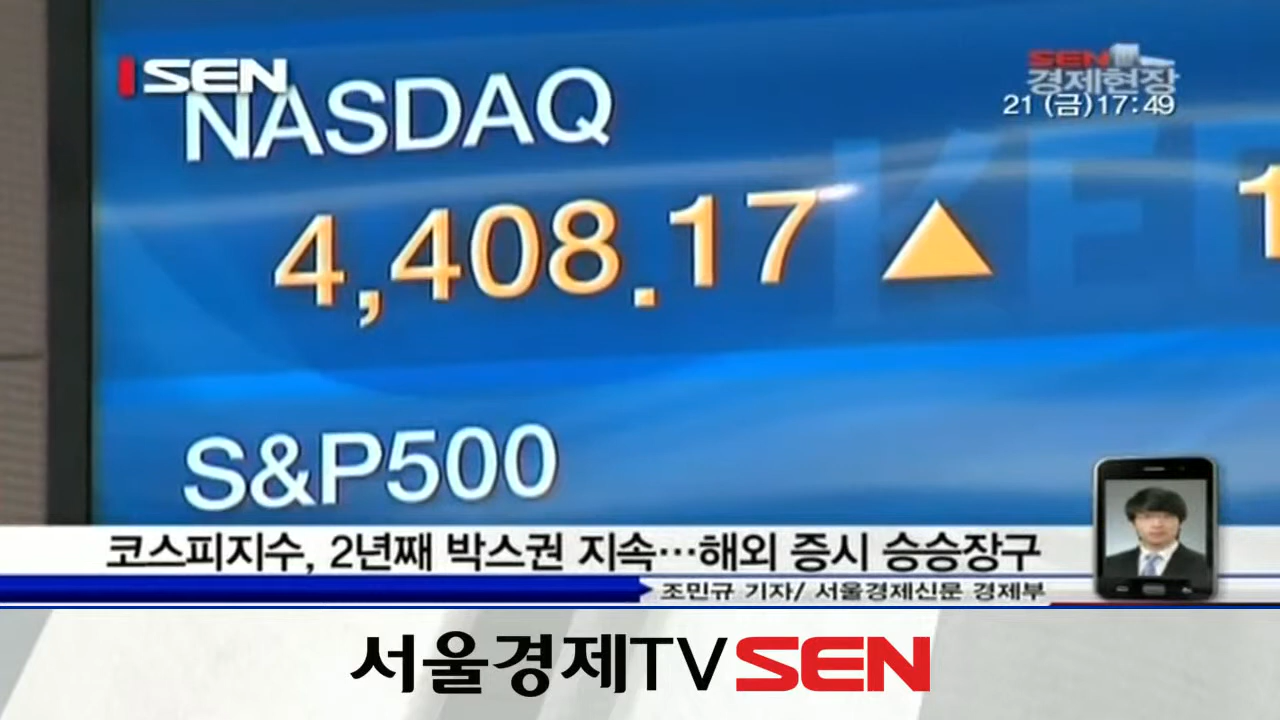 SEN
SEN
경제현장
21 (금) 17:49
NASDAQ
4,408.17 ▲
S&P500
코스피지수, 2년째 박스권 지속…해외 증시 승승장구
조민규 기자/ 서울경제신문 경제부
서울경제TV SEN